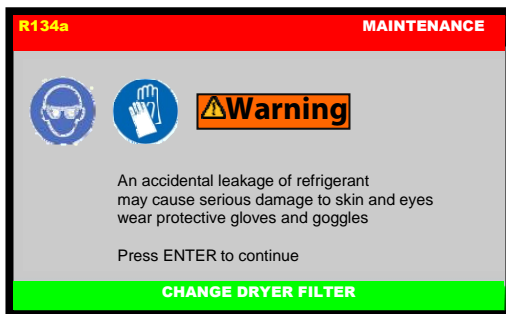 R134a MAINTENANCE
Warning
An accidental leakage of refrigerant
may cause serious damage to skin and eyes
wear protective gloves and goggles
Press ENTER to continue
CHANGE DRYER FILTER